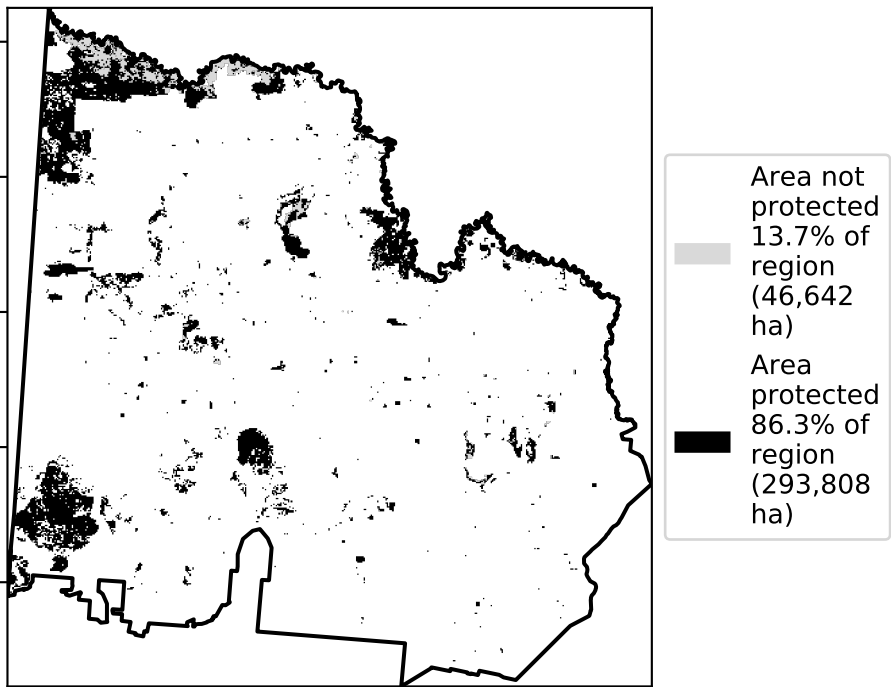 Area not
protected
13.7% of
region
(46,642
ha)
Area
protected
86.3% of
region
(293,808
ha)